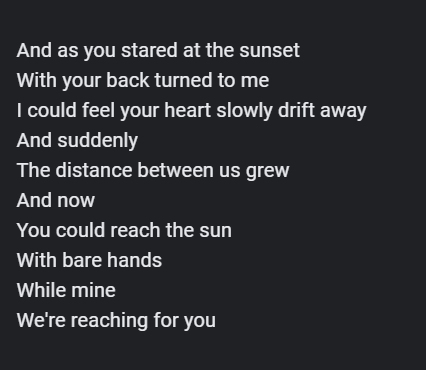 And as you stared at the sunset
With your back turned to me
I could feel your heart slowly drift away
And suddenly
The distance between us grew
And now
You could reach the sun
With bare hands
While mine
We're reaching for you